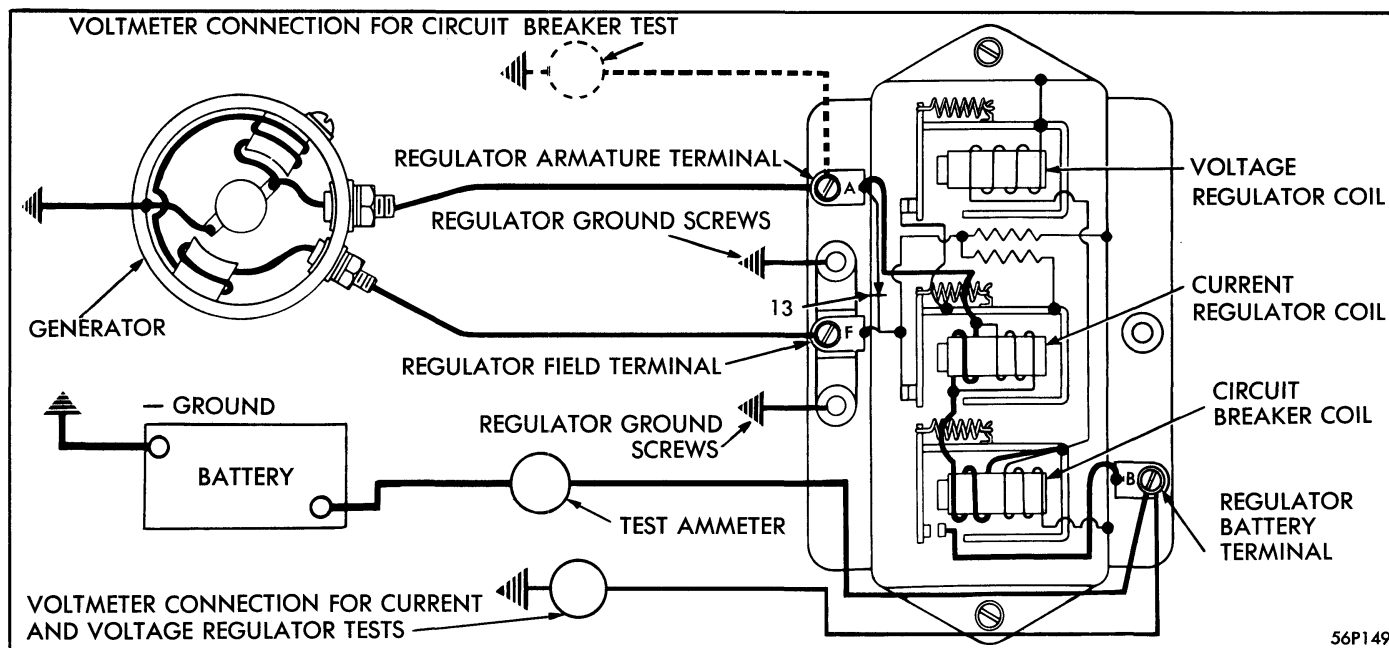 VOLTMETER CONNECTION FOR CIRCUIT BREAKER TEST
REGULATOR ARMATURE TERMINAL
A
VOLTAGE
REGULATOR COIL
REGULATOR GROUND SCREWS
13
CURRENT
REGULATOR COIL
GENERATOR
F
REGULATOR FIELD TERMINAL
– GROUND
REGULATOR GROUND
SCREWS
CIRCUIT
BREAKER COIL
BATTERY
B
TEST AMMETER
REGULATOR
BATTERY
TERMINAL
VOLTMETER CONNECTION FOR CURRENT
AND VOLTAGE REGULATOR TESTS
56P149